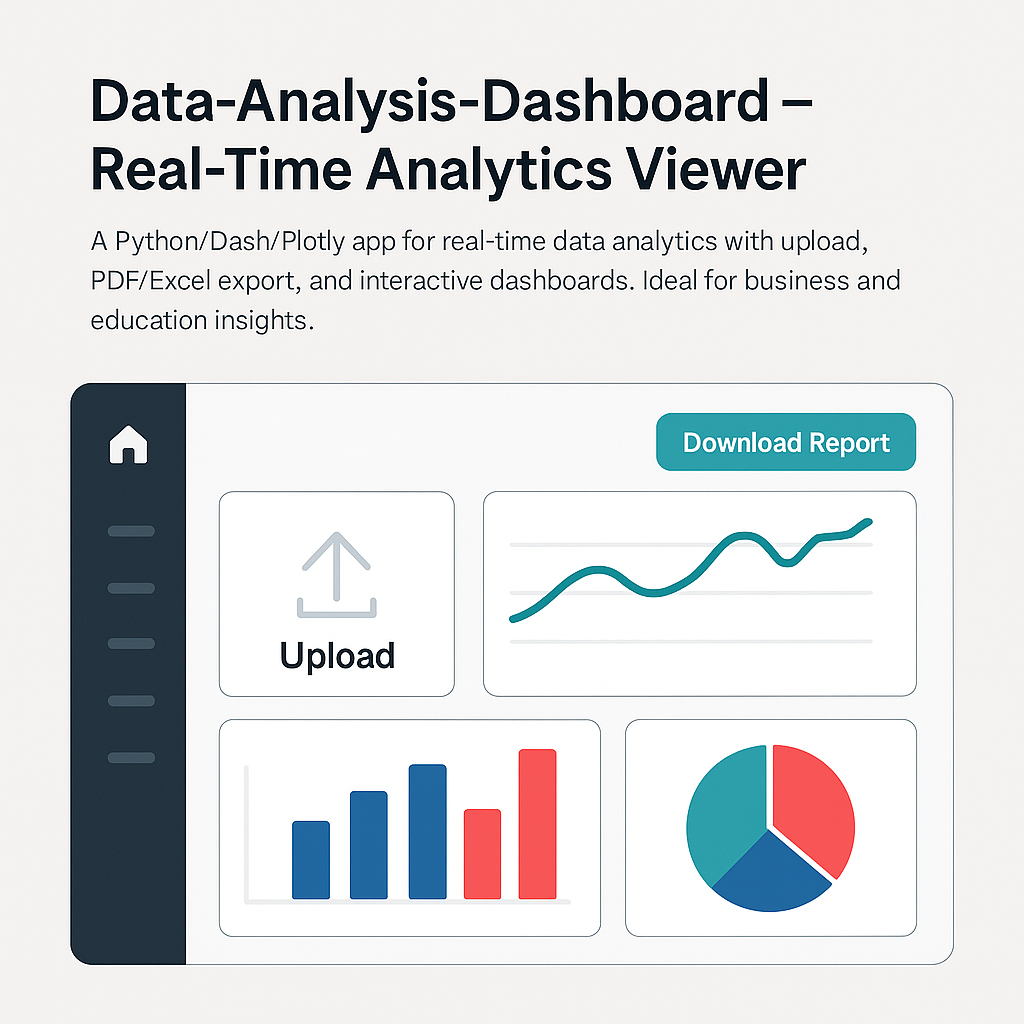 Data-Analysis-Dashboard –
Real-Time Analytics Viewer
A Python/Dash/Plotly app for real-time data analytics with upload,
PDF/Excel export, and interactive dashboards. Ideal for business and
education insights.
Download Report
Upload